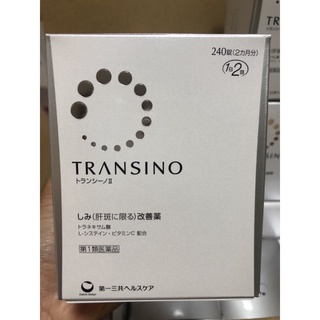 240錠(2カ月分)
1日2回
TRANSINO
トランシーノⅡ
しみ(肝斑に限る)改善薬
トラネキサム酸
L-システイン・ビタミンC 配合
第1類医薬品
第一三共ヘルスケア